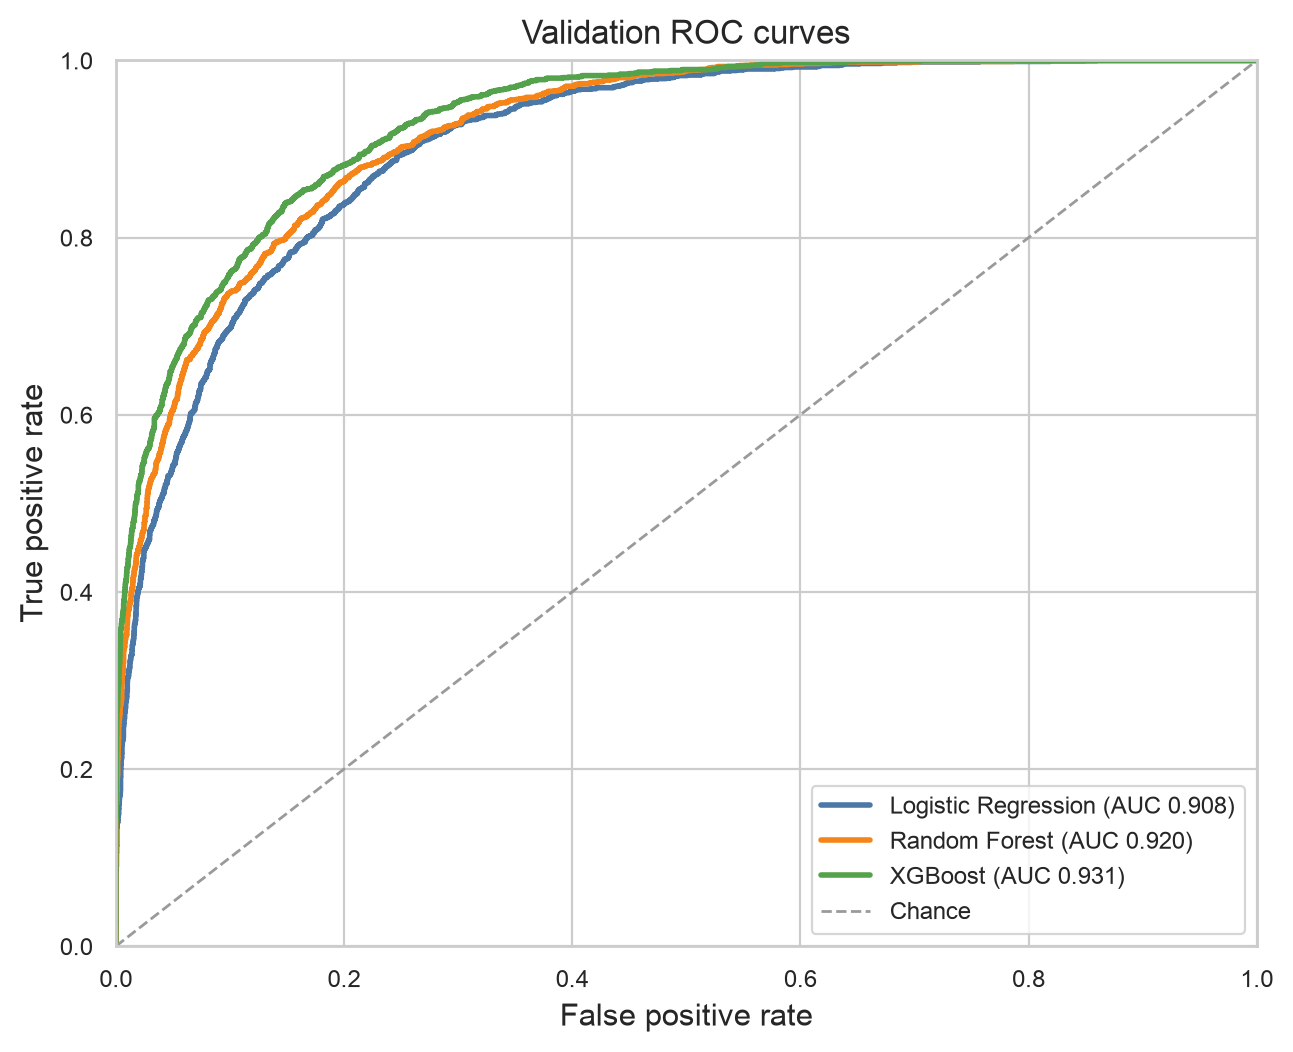 Validation ROC curves
1.0
0.8
0.6
0.4
0.2
0.0
True positive rate
0.0 0.2 0.4 0.6 0.8 1.0
False positive rate
Logistic Regression (AUC 0.908)
Random Forest (AUC 0.920)
XGBoost (AUC 0.931)
Chance